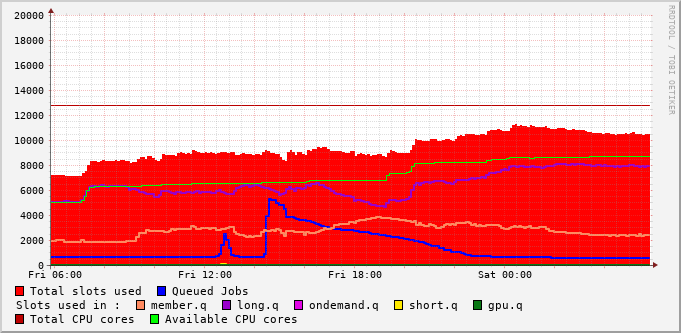 20000
18000
16000
14000
12000
10000
8000
6000
4000
2000
0
Fri 06:00 Fri 12:00 Fri 18:00 Sat 00:00
RRDTOOL / TOBI OETIKER
Total slots used Queued Jobs
Slots used in : member.q long.q ondemand.q short.q gpu.q
Total CPU cores Available CPU cores